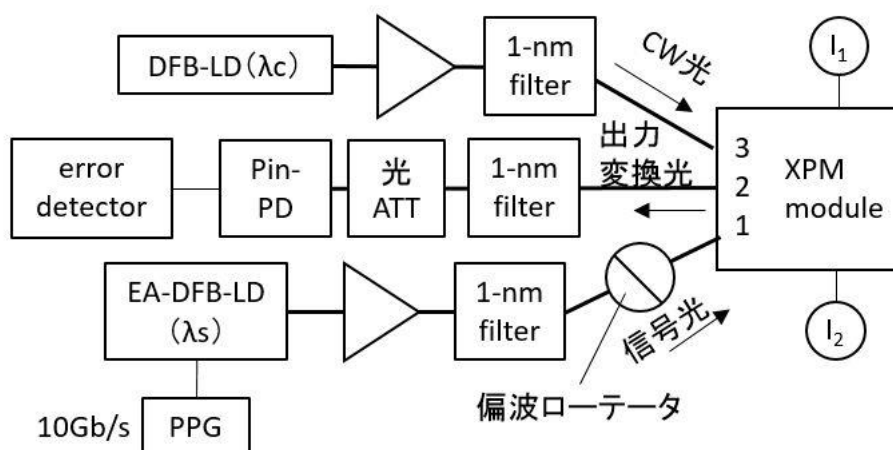 DFB-LD(λc)
1-nm
filter
CW光
I1
error
detector
Pin-
PD
光
ATT
1-nm
filter
出力
変換光
3
2
1
XPM
module
EA-DFB-LD
(λs)
1-nm
filter
信号光
I2
偏波ローテータ
10Gb/s
PPG